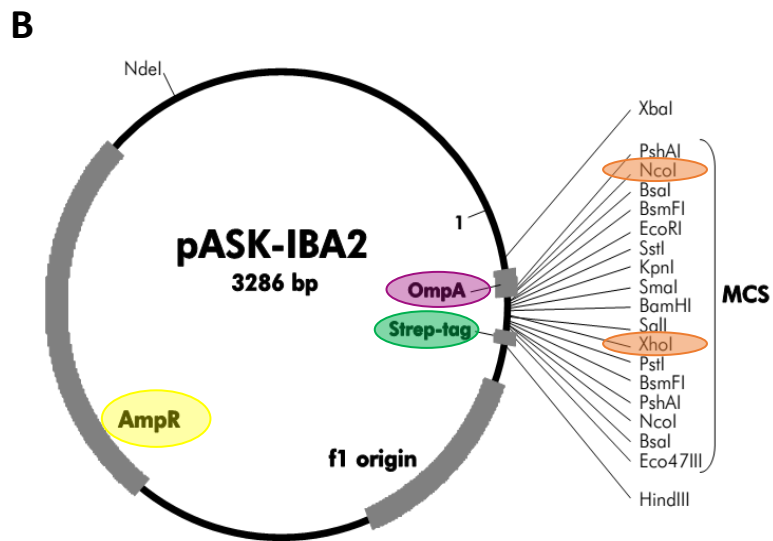 B
NdeI
XbaI
PshAI
NcoI
BsaI
BsmFI
EcoRI
SstI
KpnI
SmaI
BamHI
SalI
XhoI
PstI
BsmFI
PshAI
NcoI
BsaI
Eco47III
HindIII
MCS
1
pASK-IBA2
3286 bp
OmpA
Strep-tag
AmpR
f1 origin